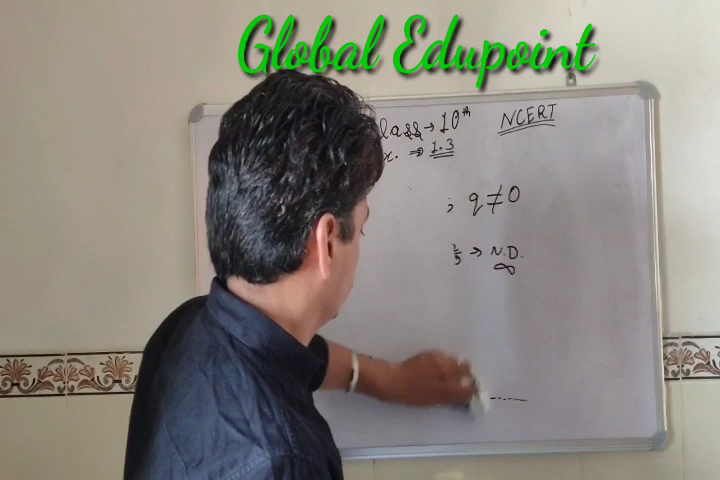 Global Edupoint
lass → 10th NCERT
x. ⇒ 1.3
; q ≠ 0
→ N.D.
∞